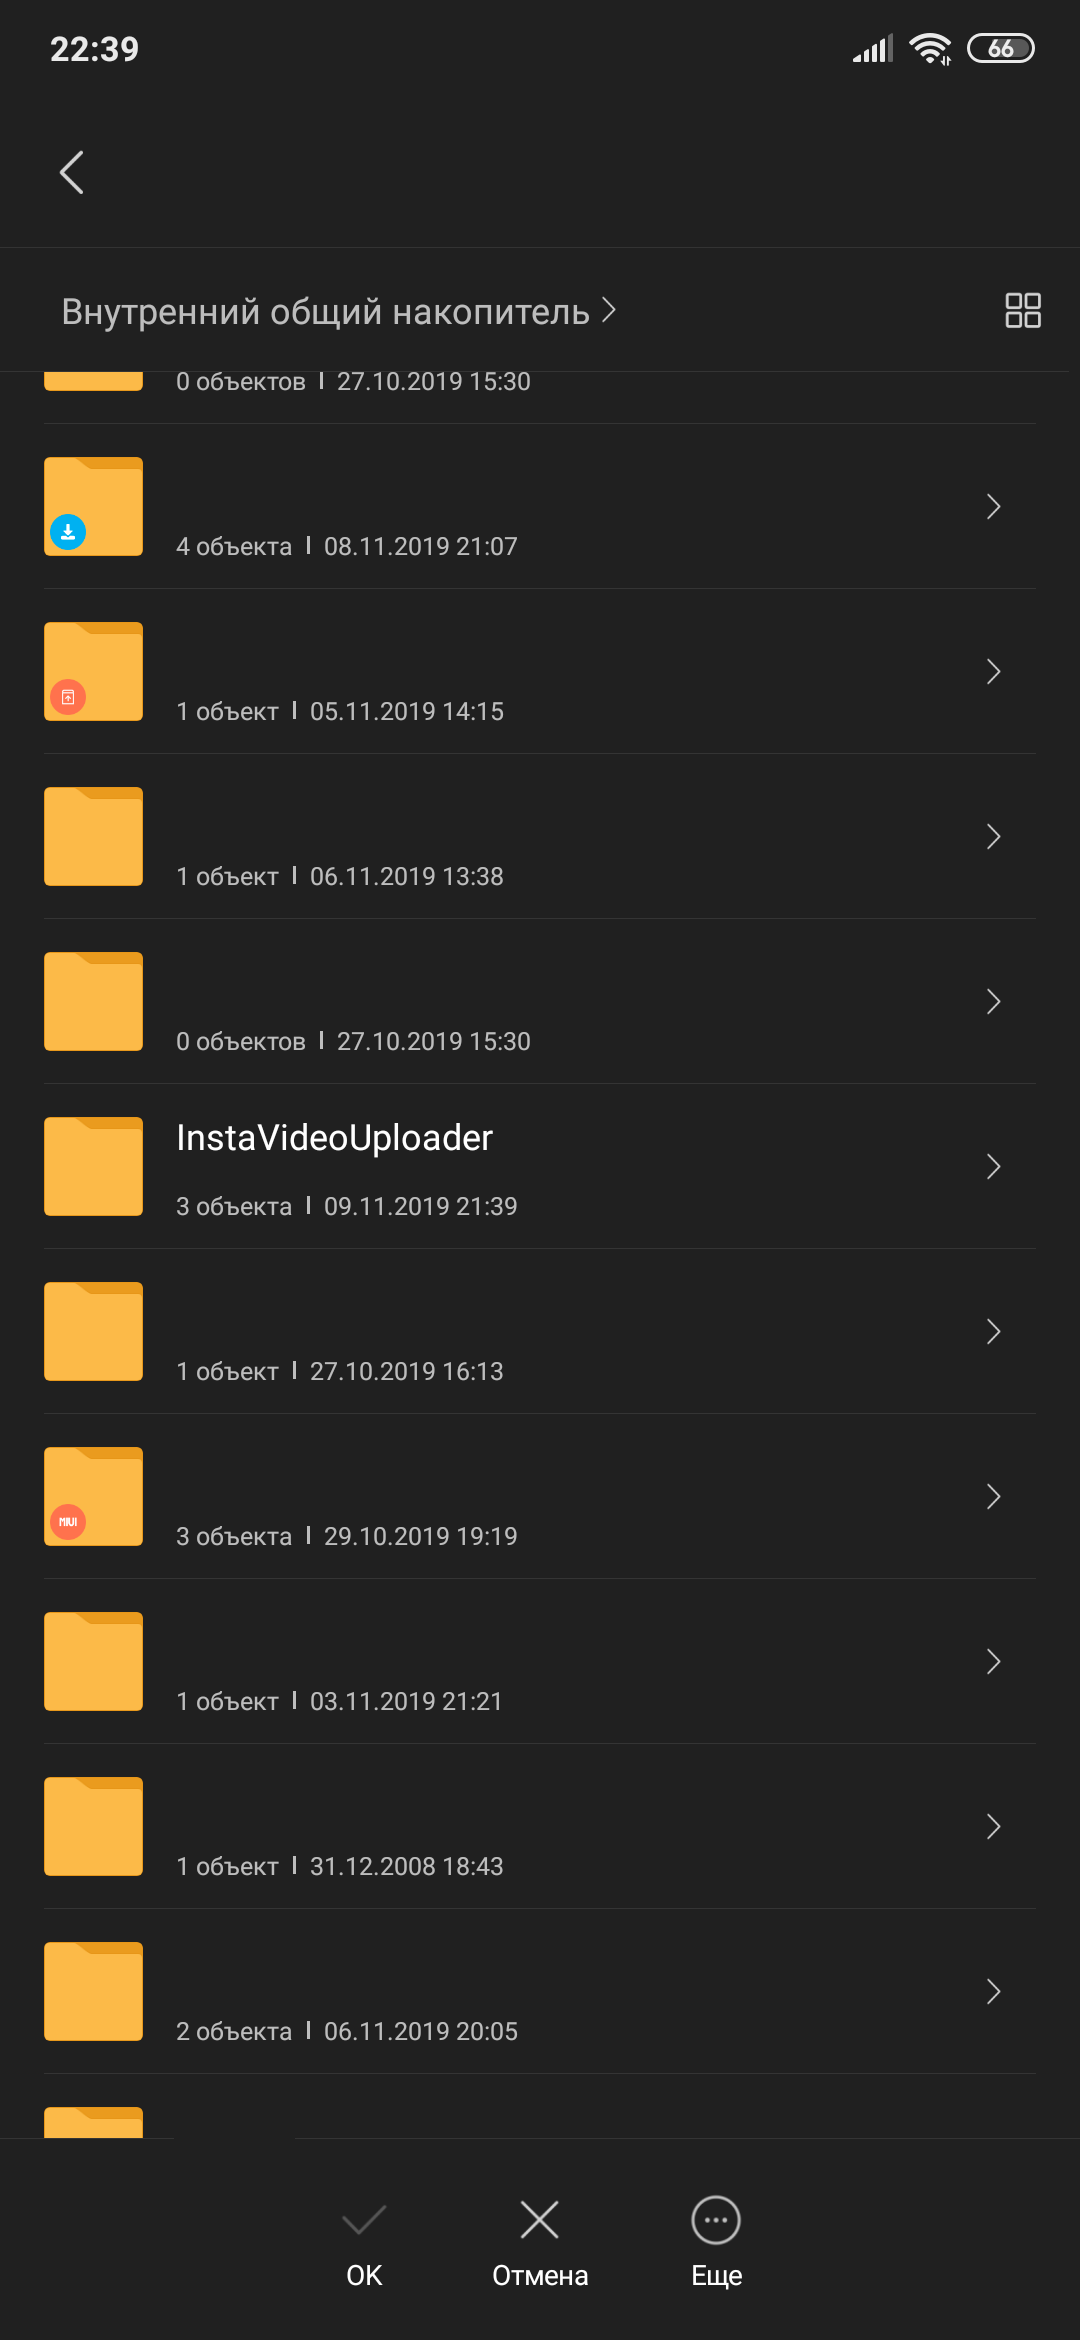 22:39
66
Внутренний общий накопитель
0 объектов | 27.10.2019 15:30
4 объекта | 08.11.2019 21:07
1 объект | 05.11.2019 14:15
1 объект | 06.11.2019 13:38
0 объектов | 27.10.2019 15:30
InstaVideoUploader
3 объекта | 09.11.2019 21:39
1 объект | 27.10.2019 16:13
MIUI
3 объекта | 29.10.2019 19:19
1 объект | 03.11.2019 21:21
1 объект | 31.12.2008 18:43
2 объекта | 06.11.2019 20:05
OK Отмена Еще